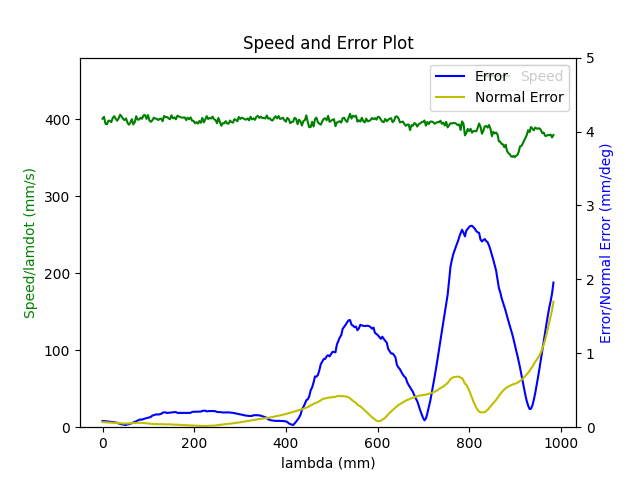 Speed and Error Plot
Speed/lamdot (mm/s)
400
300
200
100
0
Error
Speed
Normal Error
5
4
3
2
1
0
Error/Normal Error (mm/deg)
0
200
400
600
800
1000
lambda (mm)